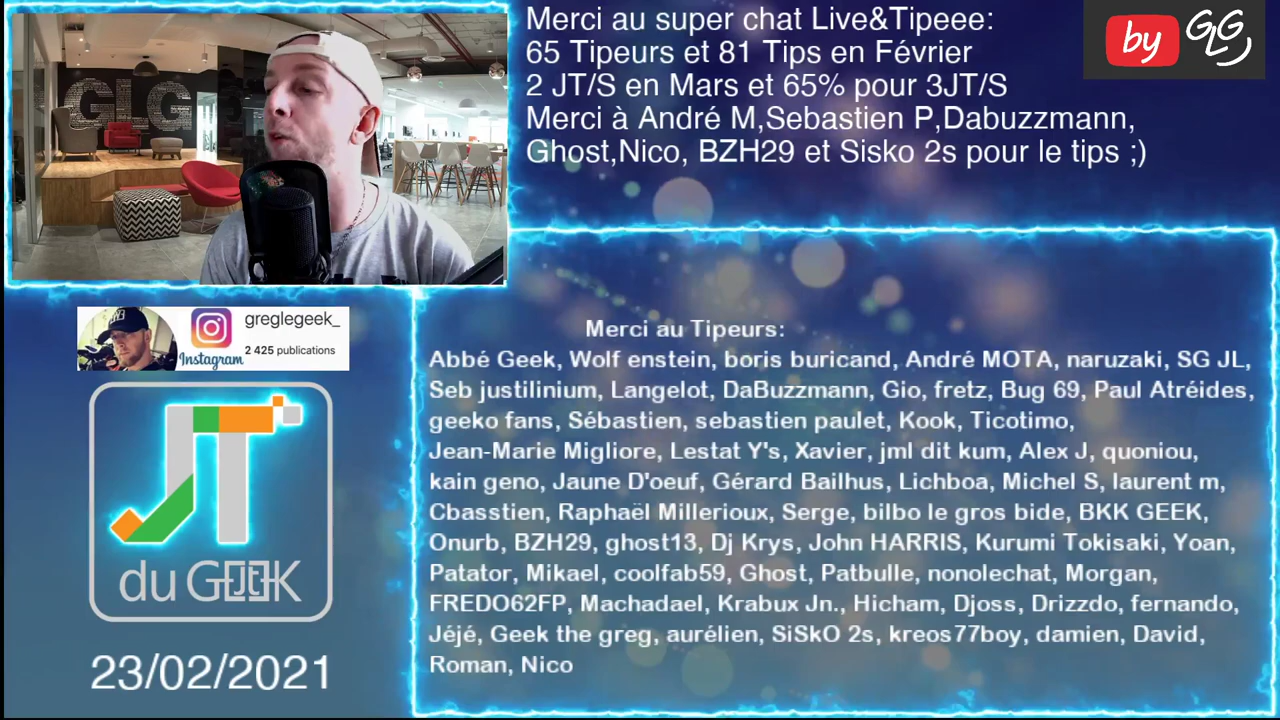 Merci au super chat Live&Tipeee:
65 Tipeurs et 81 Tips en Février
2 JT/S en Mars et 65% pour 3JT/S
Merci à André M,Sebastien P,Dabuzzmann,
Ghost,Nico, BZH29 et Sisko 2s pour le tips ;)
by GLG
GLG
greglegeek_
Instagram
2 425 publications
JT
du GEEK
23/02/2021
Merci au Tipeurs:
Abbé Geek, Wolf enstein, boris buricand, André MOTA, naruzaki, SG JL,
Seb justilinium, Langelot, DaBuzzmann, Gio, fretz, Bug 69, Paul Atréides,
geeko fans, Sébastien, sebastien paulet, Kook, Ticotimo,
Jean-Marie Migliore, Lestat Y's, Xavier, jml dit kum, Alex J, quoniou,
kain geno, Jaune D'oeuf, Gérard Bailhus, Lichboa, Michel S, laurent m,
Cbasstien, Raphaël Millerioux, Serge, bilbo le gros bide, BKK GEEK,
Onurb, BZH29, ghost13, Dj Krys, John HARRIS, Kurumi Tokisaki, Yoan,
Patator, Mikael, coolfab59, Ghost, Patbulle, nonolechat, Morgan,
FREDO62FP, Machadael, Krabux Jn., Hicham, Djoss, Drizzdo, fernando,
Jéjé, Geek the greg, aurélien, SiSkO 2s, kreos77boy, damien, David,
Roman, Nico